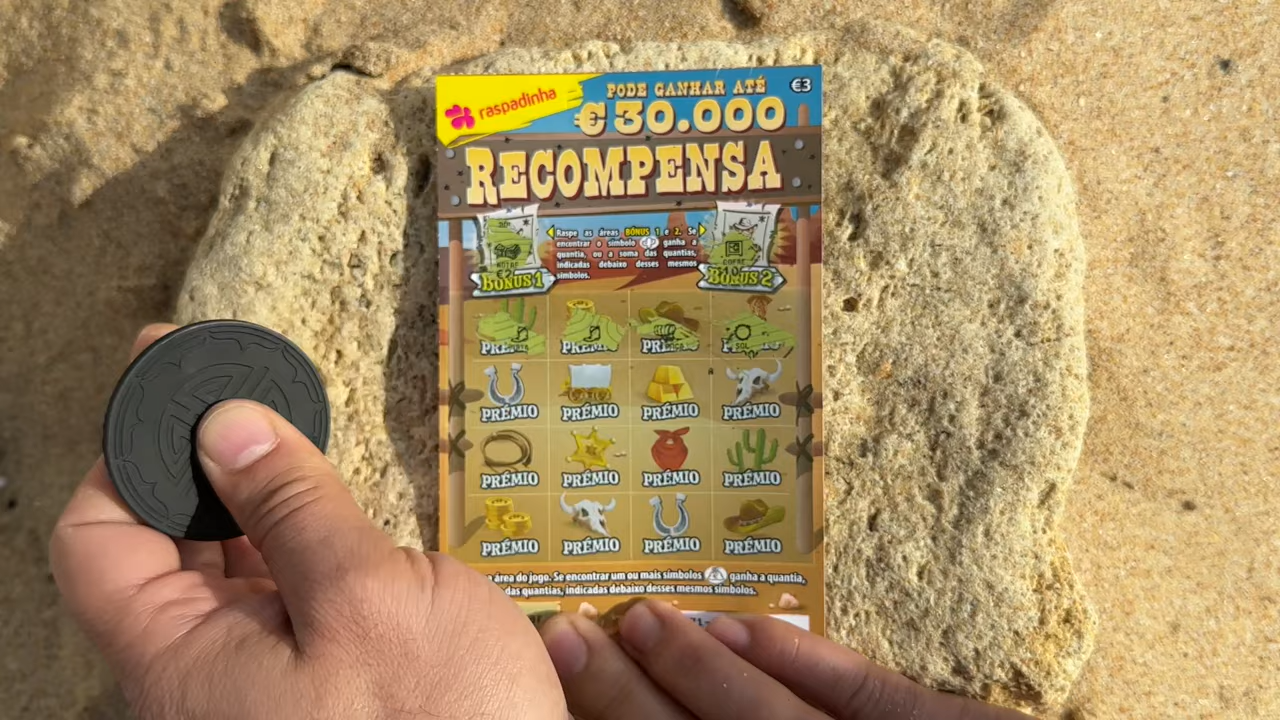 raspadinha
PODE GANHAR ATÉ
€3
€30.000
RECOMPENSA
Raspe as áreas BÓNUS 1 e 2. Se
encontrar o símbolo ganha a
quantia, ou a soma das quantias,
indicadas debaixo desses mesmos
símbolos.
COFRE
BÓNUS 1
BÓNUS 2
SOL
PRÉMIO PRÉMIO PRÉMIO PRÉMIO
PRÉMIO PRÉMIO PRÉMIO PRÉMIO
PRÉMIO PRÉMIO PRÉMIO PRÉMIO
área do jogo. Se encontrar um ou mais símbolos ganha a quantia,
das quantias, indicadas debaixo desses mesmos símbolos.